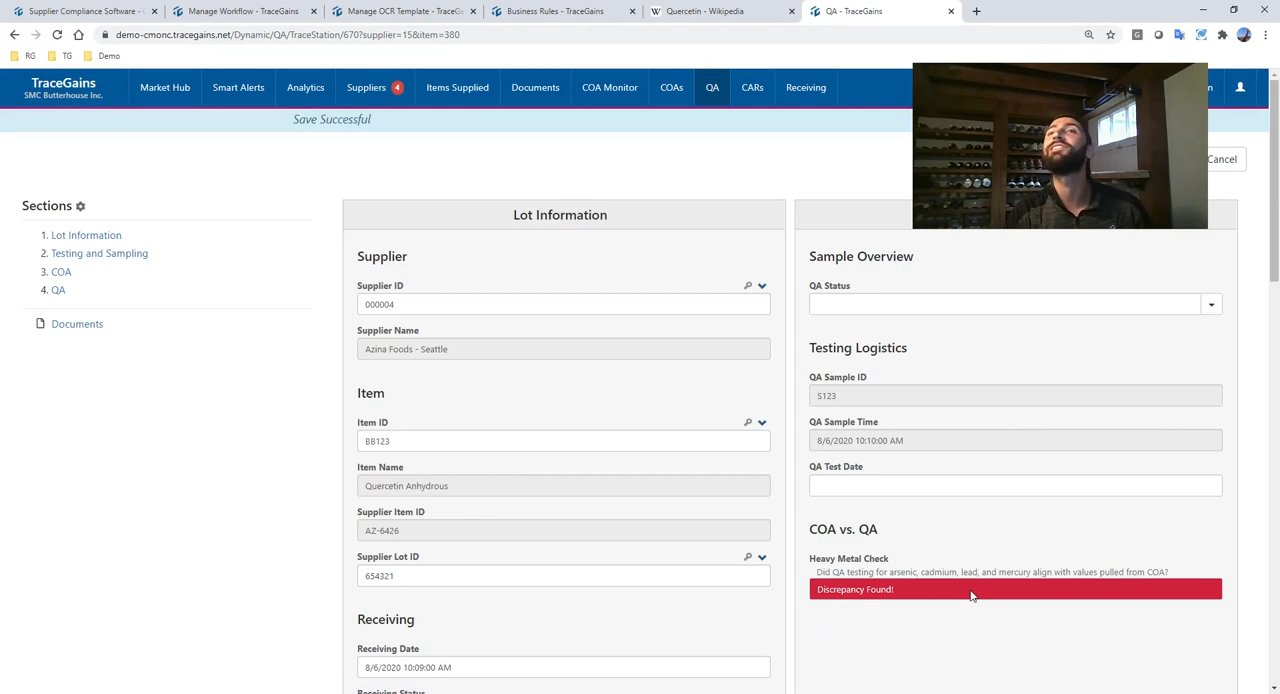 Supplier Compliance Software - C
Manage Workflow - TraceGains
Manage OCR Template - TraceGa
Business Rules - TraceGains
Quercetin - Wikipedia
QA - TraceGains
demo-cmonc.tracegains.net/Dynamic/QA/TraceStation/670?supplier=15&item=380
RG
TG
Demo
TraceGains
SMC Butterhouse Inc.
Market Hub
Smart Alerts
Analytics
Suppliers 4
Items Supplied
Documents
COA Monitor
COAs
QA
CARs
Receiving
Save Successful
Cancel
Sections
1. Lot Information
2. Testing and Sampling
3. COA
4. QA
Documents
Lot Information
Supplier
Supplier ID
000004
Supplier Name
Azina Foods - Seattle
Item
Item ID
BB123
Item Name
Quercetin Anhydrous
Supplier Item ID
AZ-6426
Supplier Lot ID
654321
Receiving
Receiving Date
8/6/2020 10:09:00 AM
Receiving Status
Sample Overview
QA Status
Testing Logistics
QA Sample ID
S123
QA Sample Time
8/6/2020 10:10:00 AM
QA Test Date
COA vs. QA
Heavy Metal Check
Did QA testing for arsenic, cadmium, lead, and mercury align with values pulled from COA?
Discrepancy Found!